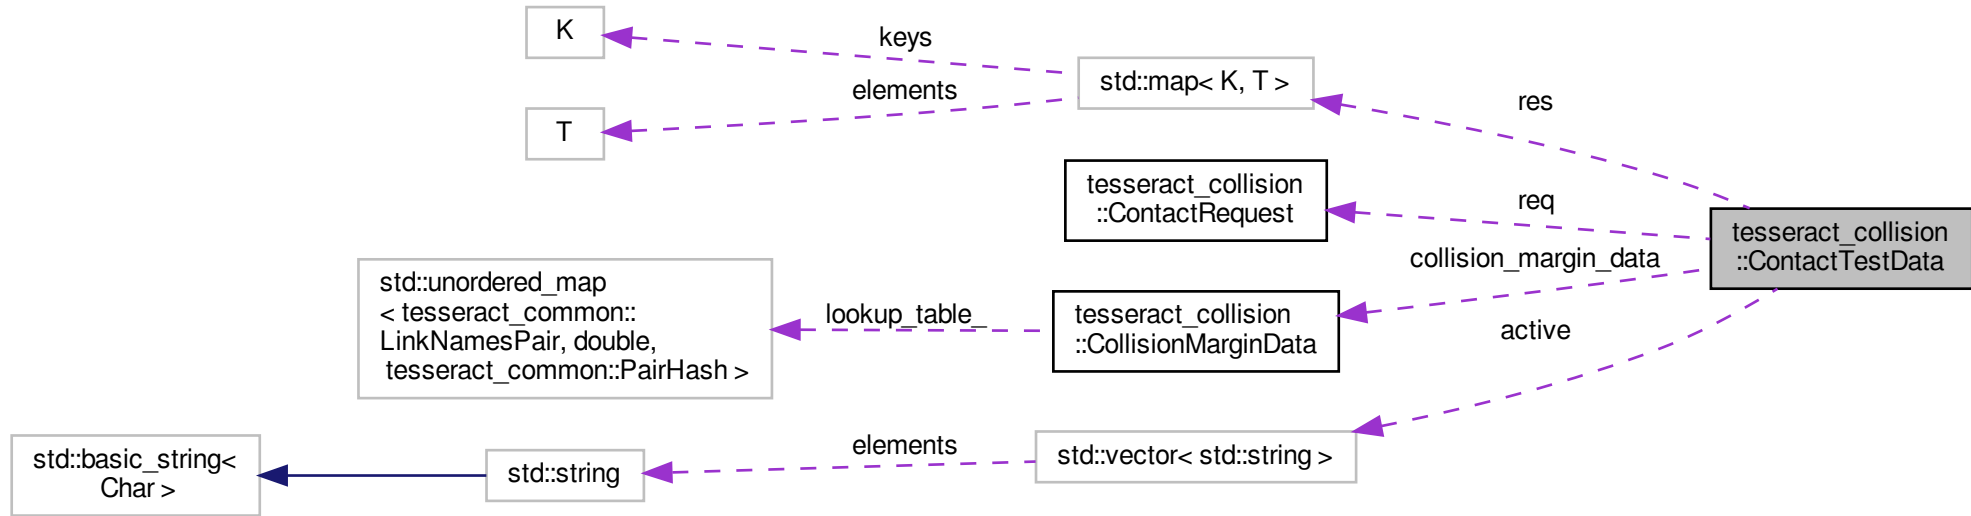 K
keys
std::map< K, T >
elements
T
res
tesseract_collision
::ContactRequest
req
tesseract_collision
::ContactTestData
collision_margin_data
std::unordered_map
< tesseract_common::
LinkNamesPair, double,
tesseract_common::PairHash >
lookup_table_
tesseract_collision
::CollisionMarginData
active
std::basic_string<
Char >
std::string
elements
std::vector< std::string >